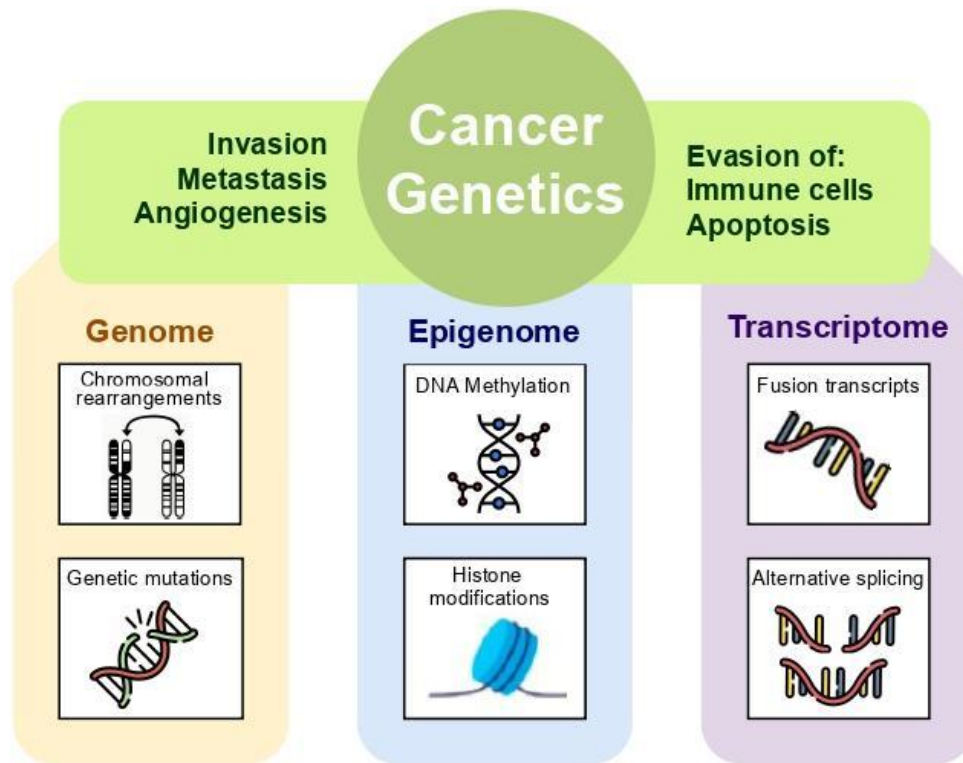 Cancer
Genetics
Invasion
Metastasis
Angiogenesis
Evasion of:
Immune cells
Apoptosis
Genome
Chromosomal
rearrangements
Genetic mutations
Epigenome
DNA Methylation
Histone
modifications
Transcriptome
Fusion transcripts
Alternative splicing